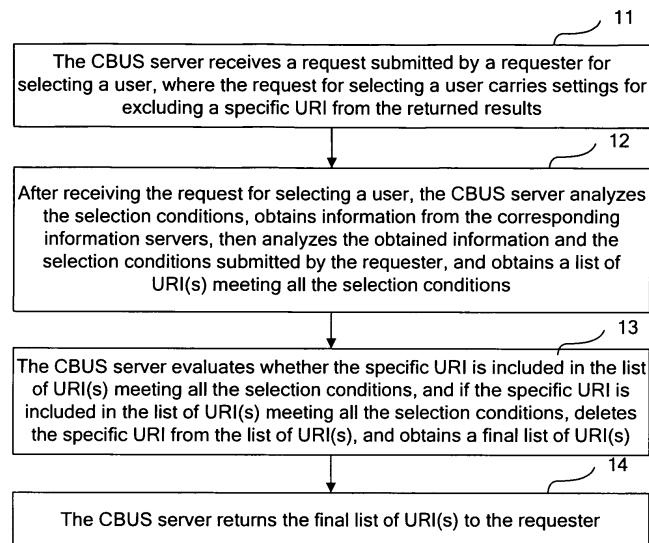 11
The CBUS server receives a request submitted by a requester for
selecting a user, where the request for selecting a user carries settings for
excluding a specific URI from the returned results
12
After receiving the request for selecting a user, the CBUS server analyzes
the selection conditions, obtains information from the corresponding
information servers, then analyzes the obtained information and the
selection conditions submitted by the requester, and obtains a list of
URI(s) meeting all the selection conditions
13
The CBUS server evaluates whether the specific URI is included in the list
of URI(s) meeting all the selection conditions, and if the specific URI is
included in the list of URI(s) meeting all the selection conditions, deletes
the specific URI from the list of URI(s), and obtains a final list of URI(s)
14
The CBUS server returns the final list of URI(s) to the requester